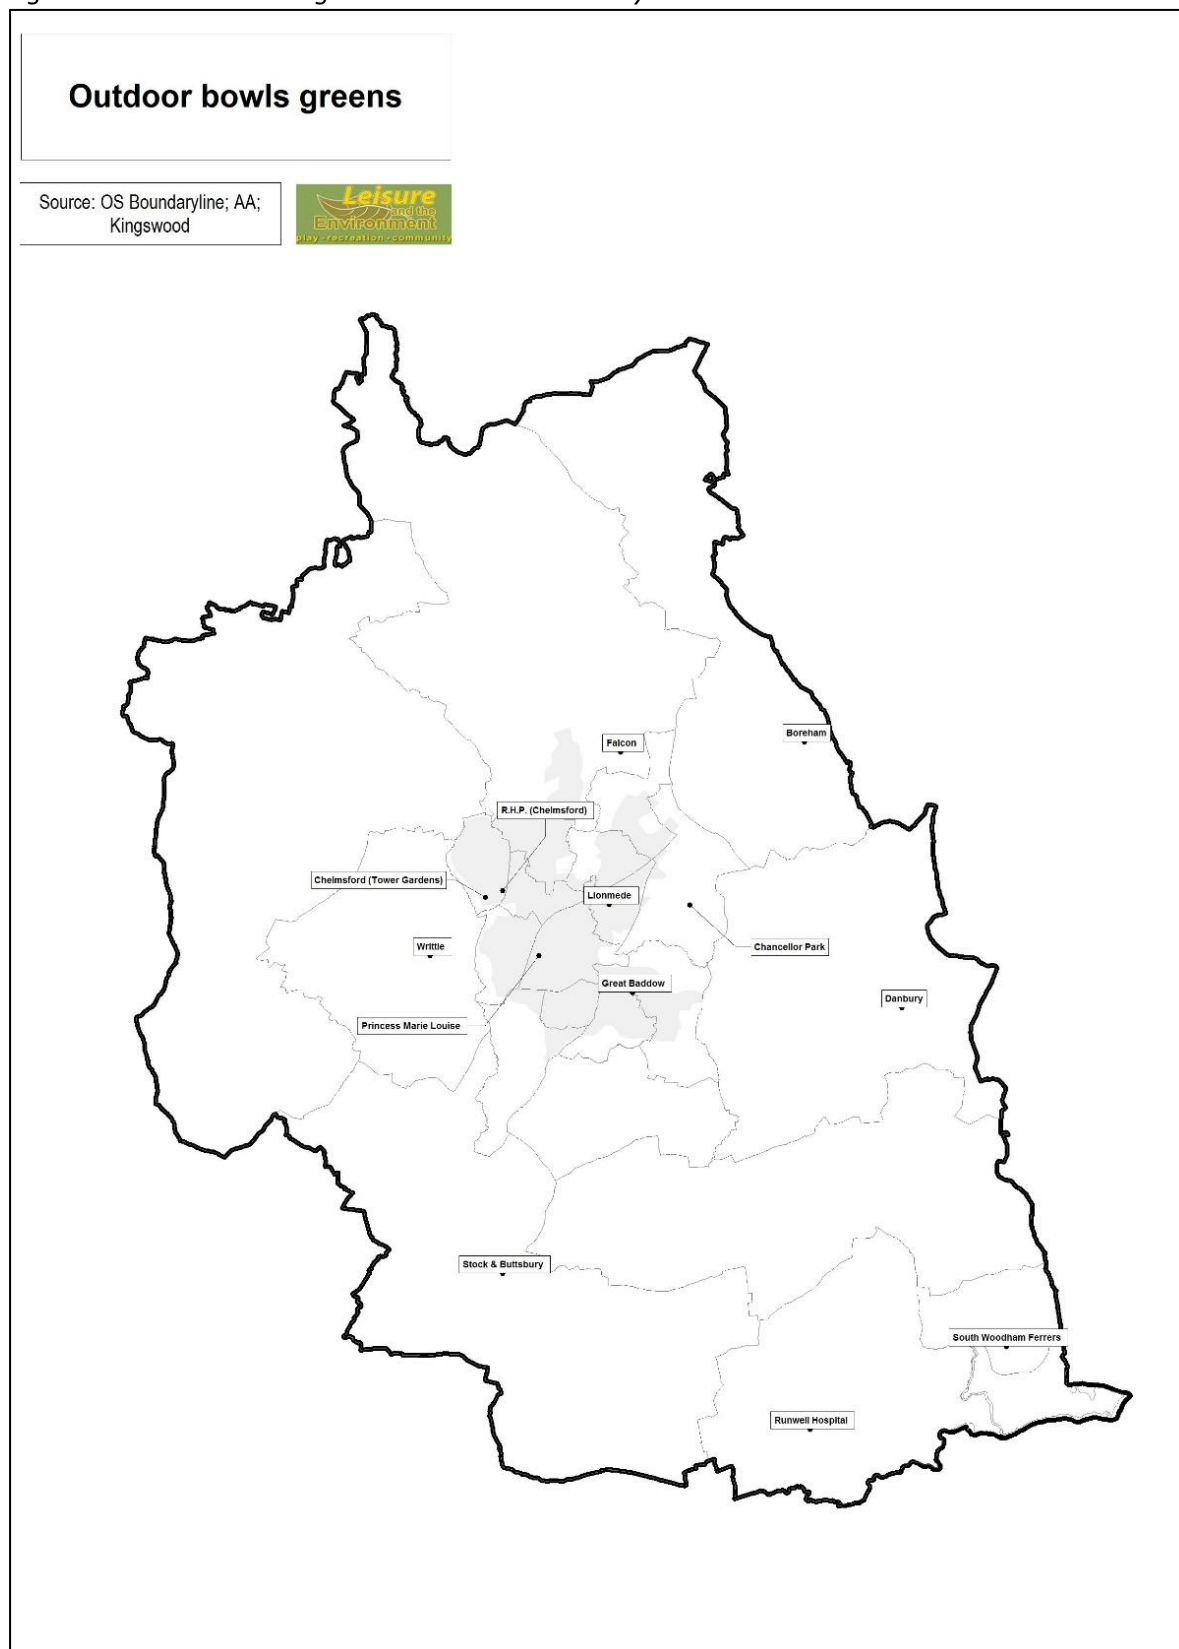 Outdoor bowls greens
Source: OS Boundaryline; AA;
Kingswood
Leisure
and the
Environment
play - recreation - community
Falcon
Boreham
R.H.P. (Chelmsford)
Chelmsford (Tower Gardens)
Lionmede
Writtle
Chancellor Park
Great Baddow
Danbury
Princess Marie Louise
Stock & Buttsbury
South Woodham Ferrers
Runwell Hospital